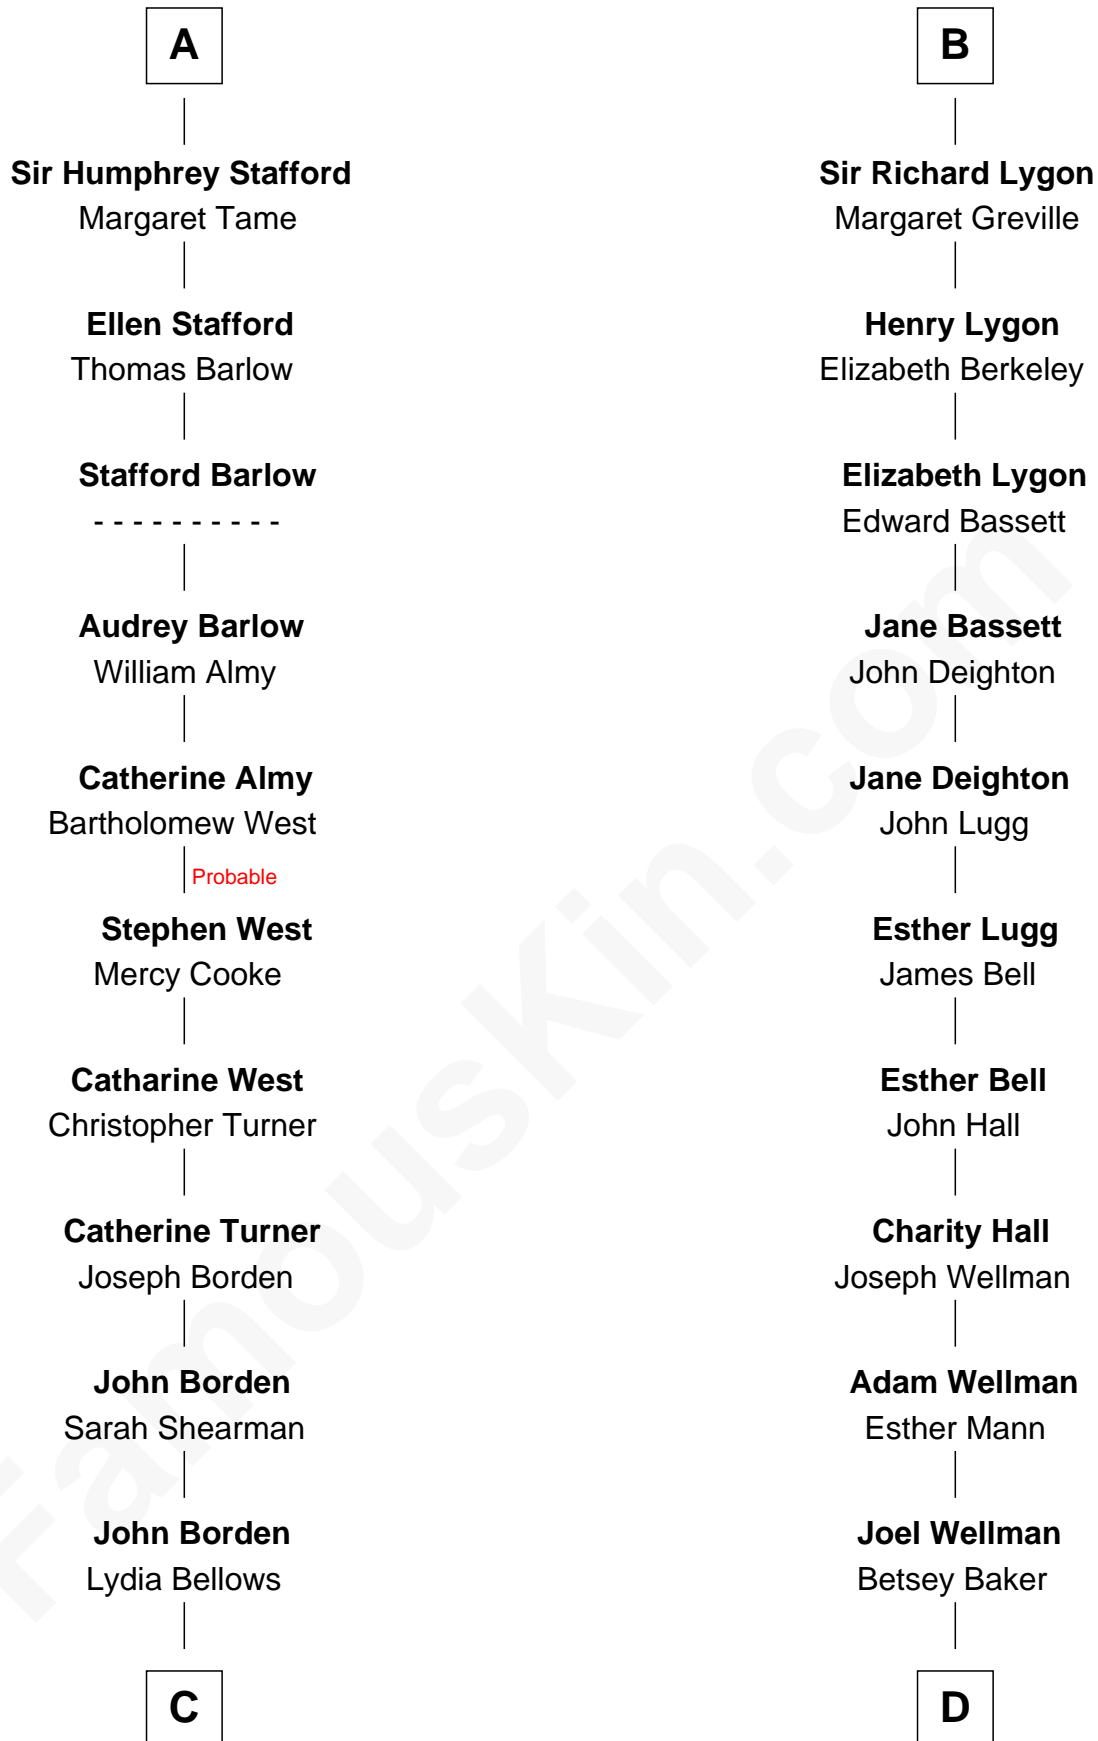 A
Sir Humphrey Stafford
Margaret Tame
Ellen Stafford
Thomas Barlow
Stafford Barlow
- - - - - - - - - -
Audrey Barlow
William Almy
Catherine Almy
Bartholomew West
Probable
Stephen West
Mercy Cooke
Catharine West
Christopher Turner
Catherine Turner
Joseph Borden
John Borden
Sarah Shearman
John Borden
Lydia Bellows
C
B
Sir Richard Lygon
Margaret Greville
Henry Lygon
Elizabeth Berkeley
Elizabeth Lygon
Edward Bassett
Jane Bassett
John Deighton
Jane Deighton
John Lugg
Esther Lugg
James Bell
Esther Bell
John Hall
Charity Hall
Joseph Wellman
Adam Wellman
Esther Mann
Joel Wellman
Betsey Baker
D
FamousKin.com